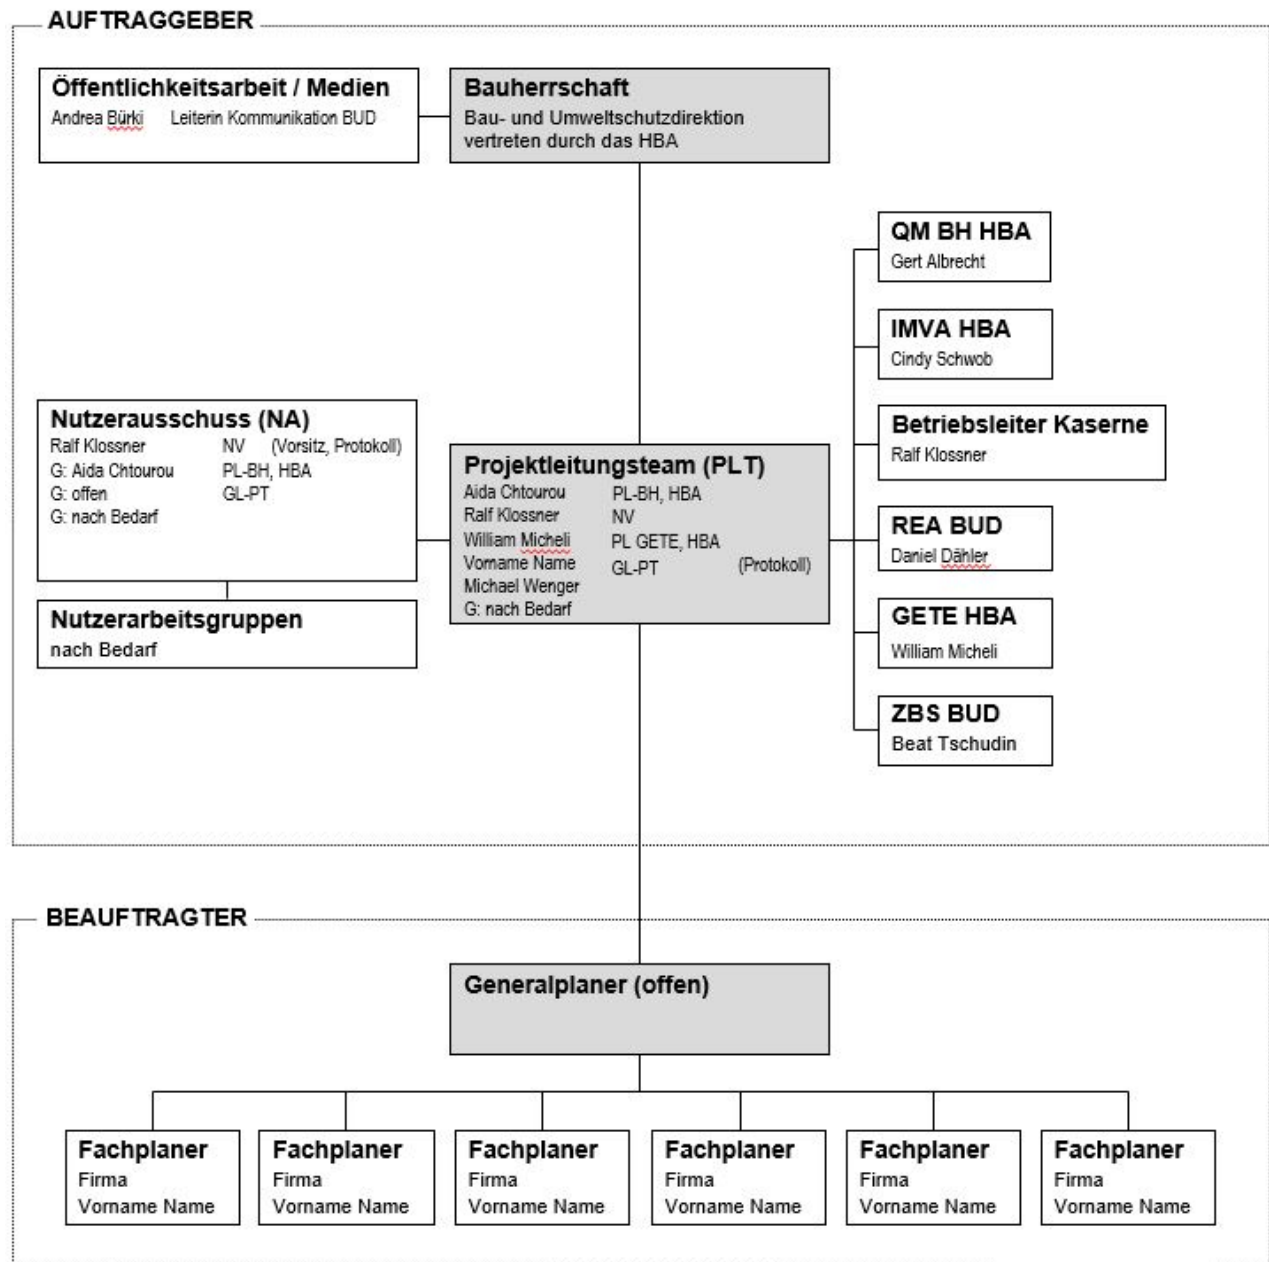 AUFTRAGGEBER
Öffentlichkeitsarbeit / Medien
Andrea Bürki Leiterin Kommunikation BUD
Bauherrschaft
Bau- und Umweltschutzdirektion
vertreten durch das HBA
QM BH HBA
Gert Albrecht
IMVA HBA
Cindy Schwob
Betriebsleiter Kaserne
Ralf Klossner
REA BUD
Daniel Dähler
GETE HBA
William Micheli
ZBS BUD
Beat Tschudin
Nutzerausschuss (NA)
Ralf Klossner NV (Vorsitz, Protokoll)
G: Aida Chtourou PL-BH, HBA
G: offen GL-PT
G: nach Bedarf
Nutzerarbeitsgruppen
nach Bedarf
Projektleitungsteam (PLT)
Aida Chtourou PL-BH, HBA
Ralf Klossner NV
William Micheli PL GETE, HBA
Vorname Name GL-PT (Protokoll)
Michael Wenger
G: nach Bedarf
BEAUFTRAGTER
Generalplaner (offen)
Fachplaner
Firma
Vorname Name
Fachplaner
Firma
Vorname Name
Fachplaner
Firma
Vorname Name
Fachplaner
Firma
Vorname Name
Fachplaner
Firma
Vorname Name
Fachplaner
Firma
Vorname Name